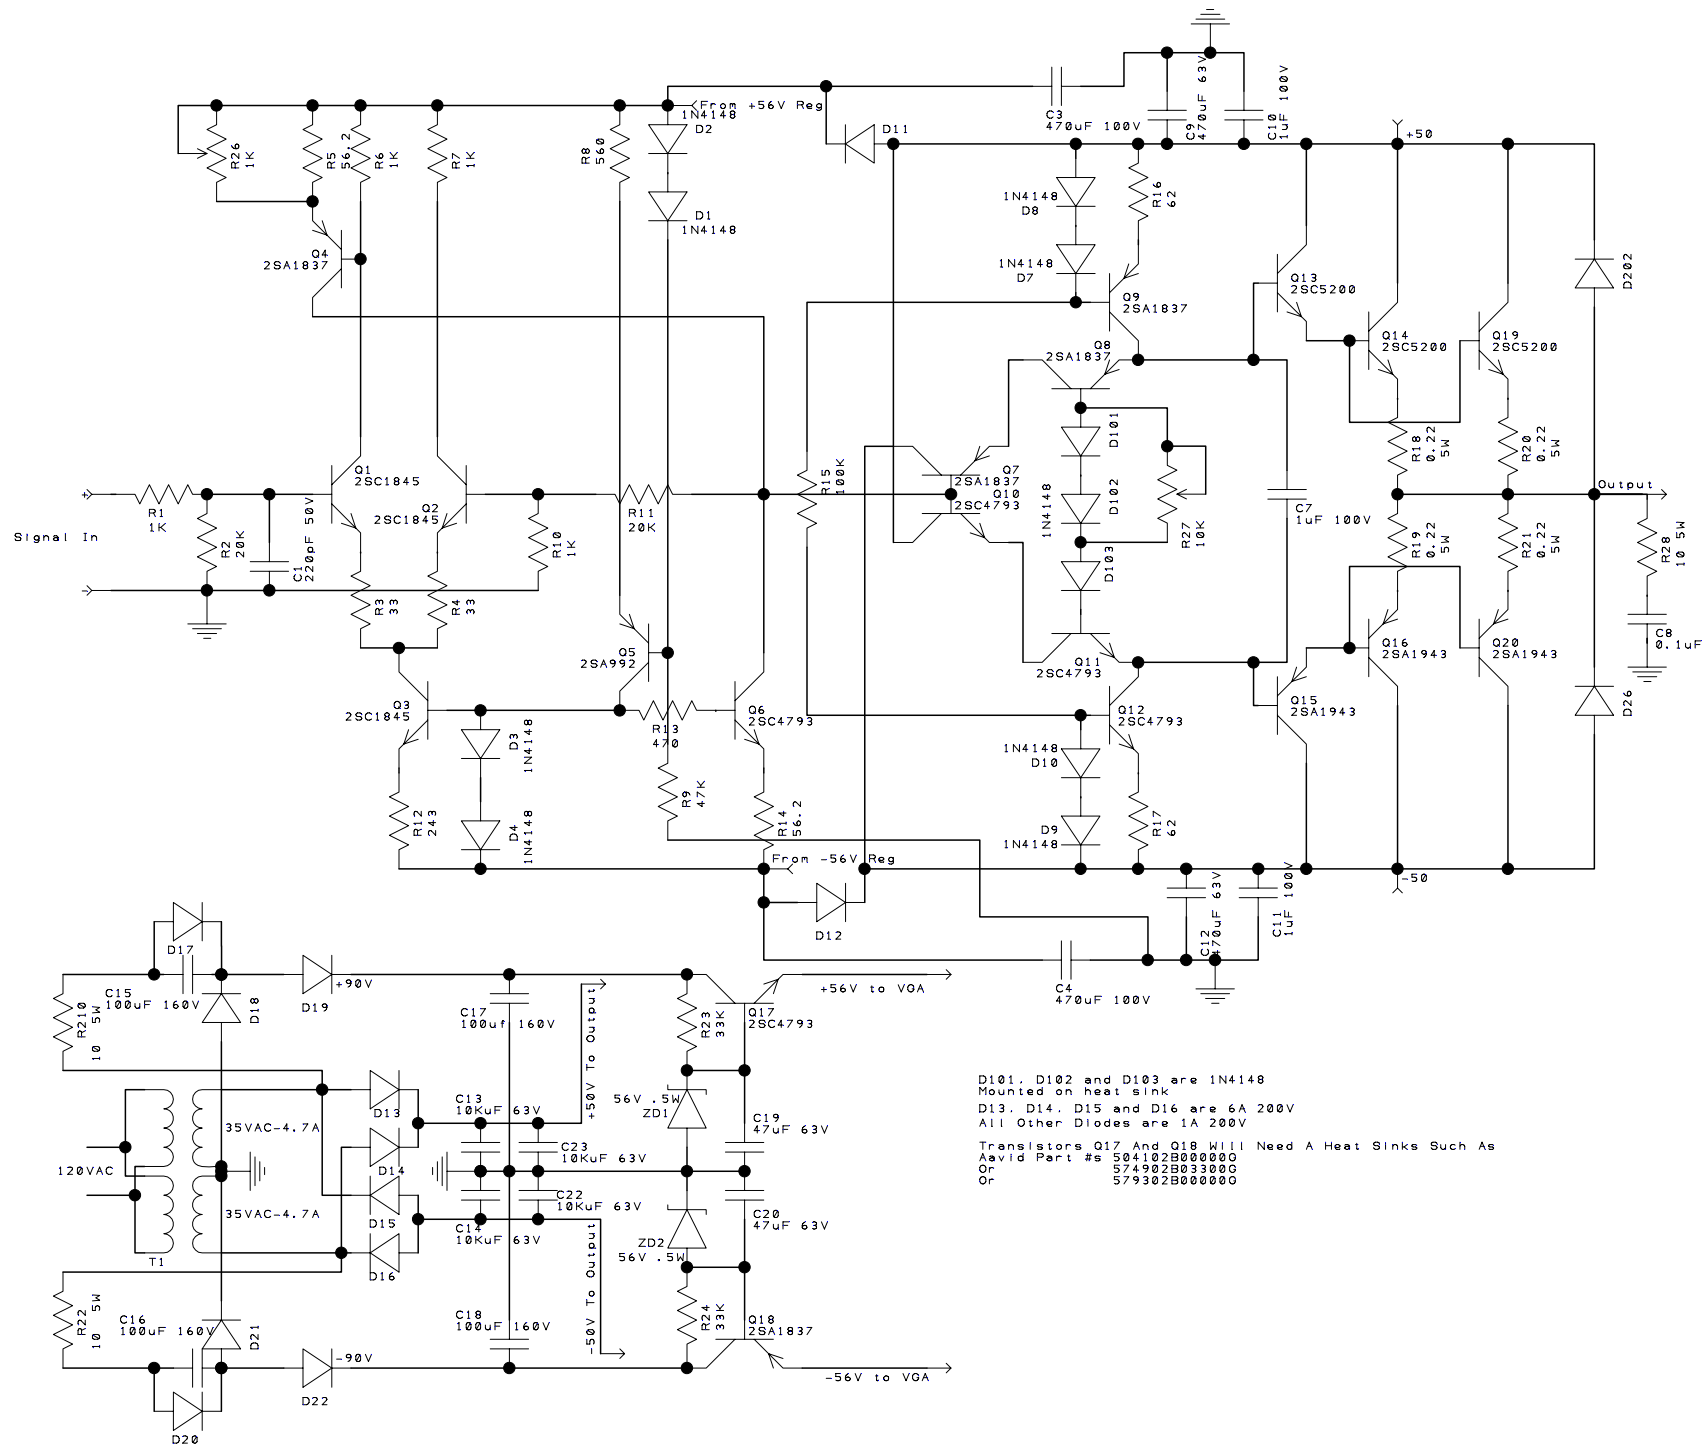 From +56V Reg
1N4148
D2
D1
1N4148
R26
1K
R5
56.2
R6
1K
R7
1K
R8
560
Q4
2SA1837
C3
470uF 100V
C9
470uF 63V
C10
1uF 100V
D11
+50
1N4148
D8
R16
62
1N4148
D7
Q9
2SA1837
Q13
2SC5200
D202
Q8
2SA1837
Q14
2SC5200
Q19
2SC5200
D101
R18
0.22
5W
R20
0.22
5W
Q1
2SC1845
Q2
2SC1845
R15
100K
Q7
2SA1837
Q10
2SC4793
1N4148
D102
R27
10K
C7
1uF 100V
Output
+
R1
1K
Signal In
-
R2
20K
C1
220pF 50V
R10
1K
R11
20K
D103
R19
0.22
5W
R21
0.22
5W
R28
10 5W
C8
0.1uF
R3
33
R4
33
Q5
2SA992
Q11
2SC4793
Q16
2SA1943
Q20
2SA1943
Q3
2SC1845
D3
1N4148
R13
470
Q6
2SC4793
Q12
2SC4793
Q15
2SA1943
D26
1N4148
D10
R12
243
D4
1N4148
R9
47K
R14
56.2
D9
1N4148
R17
62
From -56V Reg
-50
D12
C12
470uF 63V
C11
1uF 100V
C4
470uF 100V
D17
C15
100uF 160V
D18
D19
+90V
R210
10 5W
C17
100uf 160V
+50V To Output
R23
33K
Q17
2SC4793
+56V to VGA
D13
35VAC-4.7A
C13
10KuF 63V
56V .5W
ZD1
C19
47uF 63V
D14
C23
10KuF 63V
120VAC
C22
10KuF 63V
C20
47uF 63V
35VAC-4.7A
D15
C14
10KuF 63V
ZD2
56V .5W
T1
D16
-50V To Output
R22
10 5W
C16
100uF 160V
D21
C18
100uF 160V
R24
33K
Q18
2SA1837
-90V
D22
-56V to VGA
D20
D101, D102 and D103 are 1N4148
Mounted on heat sink
D13, D14, D15 and D16 are 6A 200V
All Other Diodes are 1A 200V
Transistors Q17 And Q18 Will Need A Heat Sinks Such As
Aavid Part #s 504102B00000G
Or 574902B03300G
Or 579302B00000G